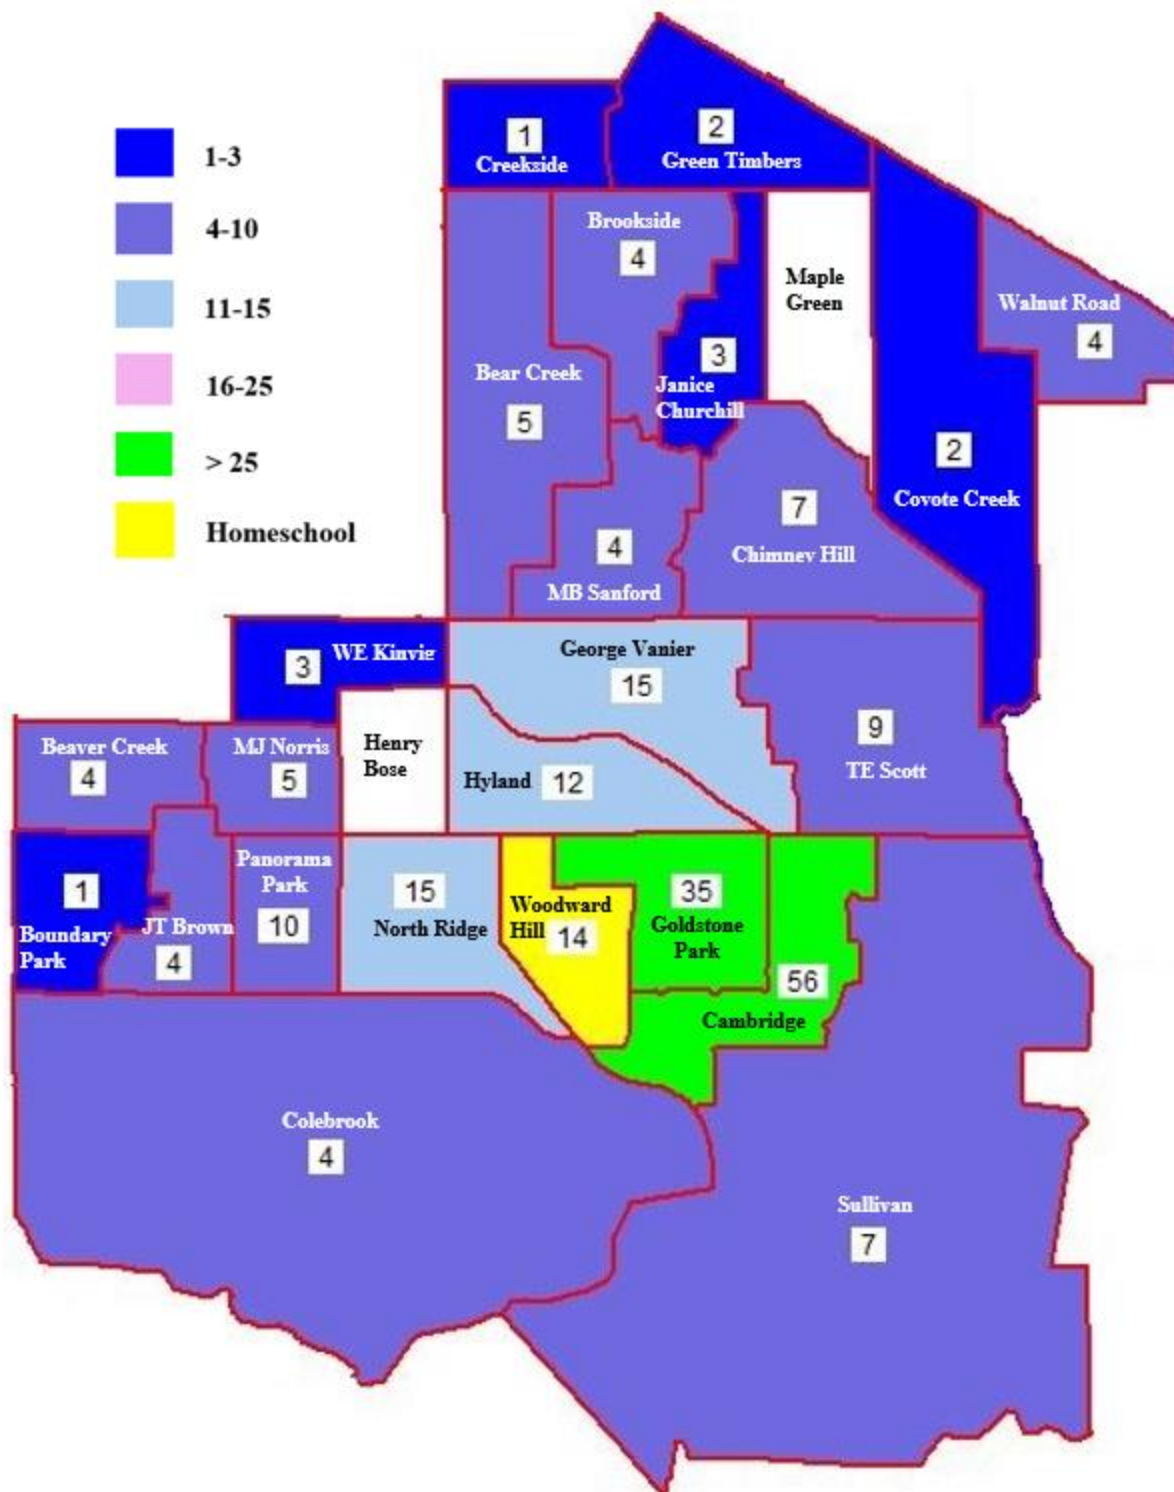 1-3
4-10
11-15
16-25
> 25
Homeschool
1
Creekside
2
Green Timbers
Brookside
4
Maple
Green
Walnut Road
4
Bear Creek
5
3
Janice
Churchill
2
Covote Creek
7
Chimnev Hill
4
MB Sanford
WE Kinvig
3
George Vanier
15
9
TE Scott
Beaver Creek
4
MJ Norris
5
Henry
Bose
Hyland
12
1
Boundary
Park
JT Brown
4
Panorama
Park
10
15
North Ridge
Woodward
Hill
14
35
Goldstone
Park
56
Cambridge
Colebrook
4
Sullivan
7